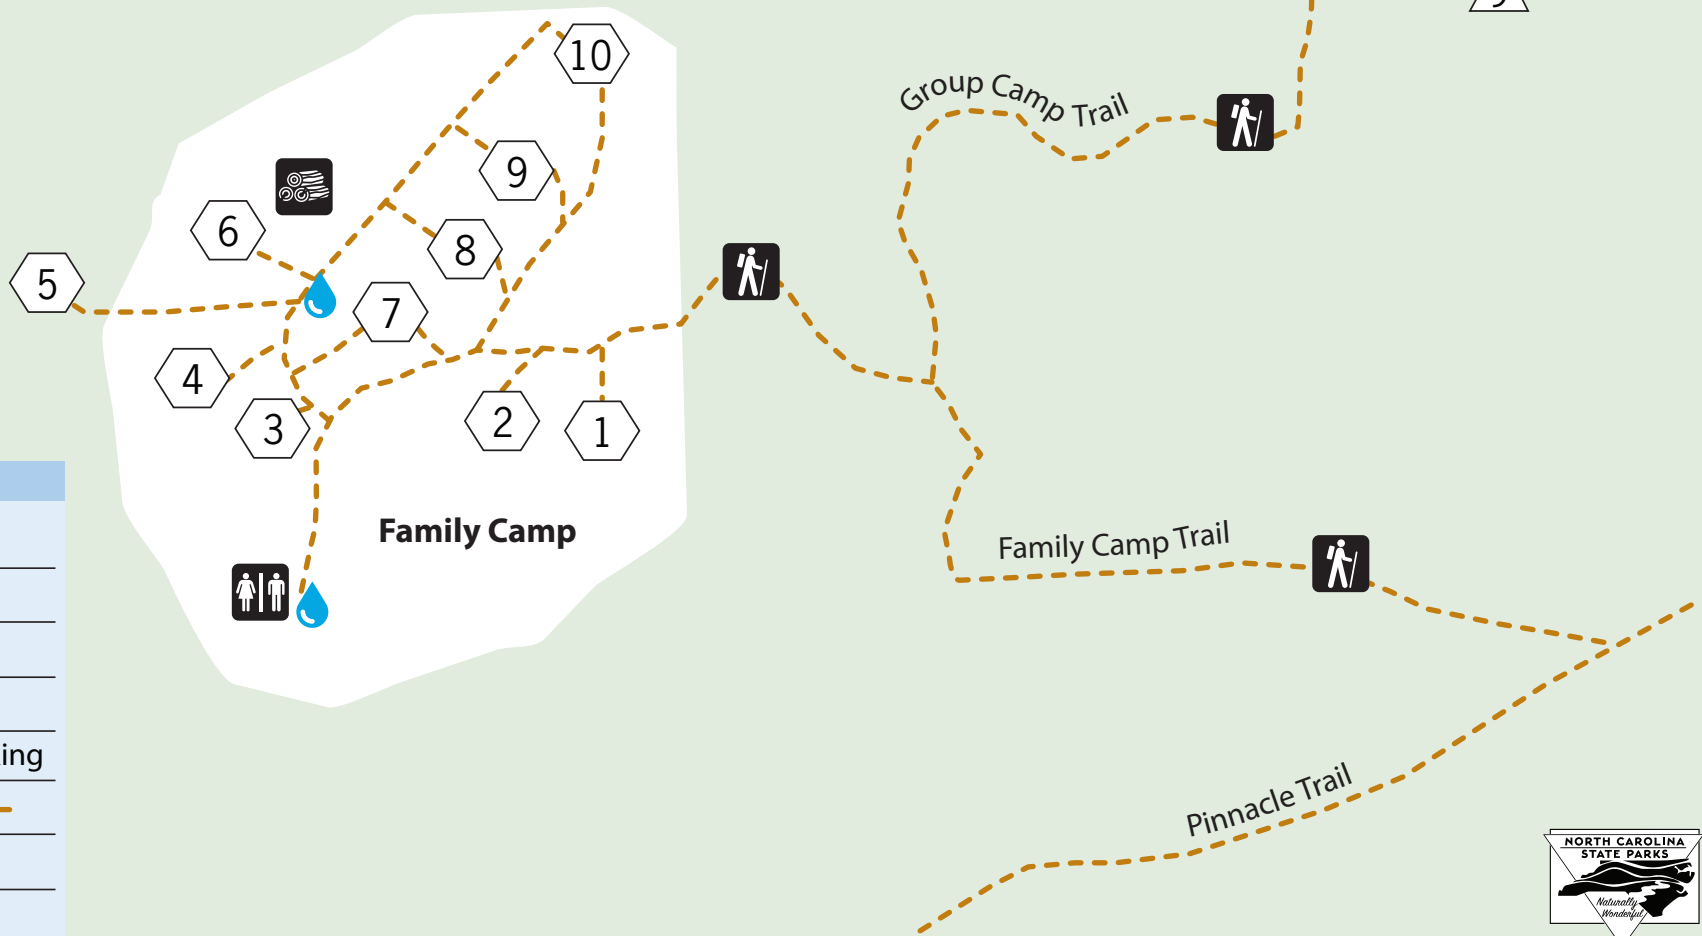 10
Group Camp Trail
9
6
8
5
7
4
3
2
1
Family Camp
Family Camp Trail
ing
Pinnacle Trail
NORTH CAROLINA
STATE PARKS
Naturally
Wonderful